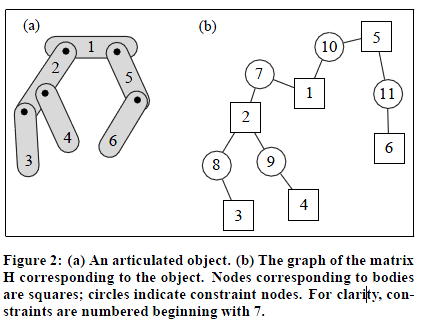 (a)
(b)
1
2
5
3
4
6
10
5
7
11
1
2
6
8
9
3
4
Figure 2: (a) An articulated object. (b) The graph of the matrix
H corresponding to the object. Nodes corresponding to bodies
are squares; circles indicate constraint nodes. For clarity, con-
straints are numbered beginning with 7.